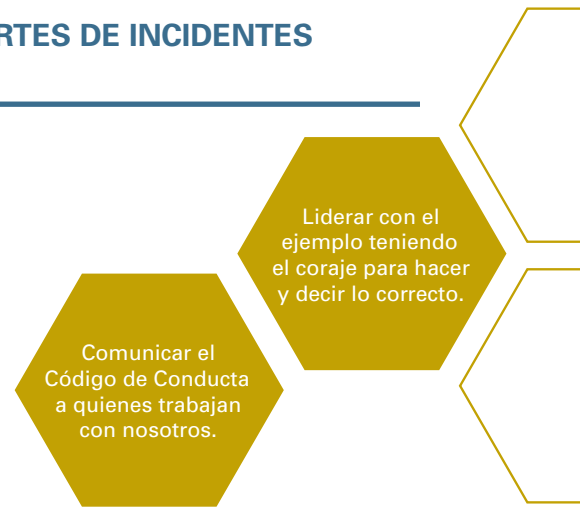 RTES DE INCIDENTES
Liderar con el
ejemplo teniendo
el coraje para hacer
y decir lo correcto.
Comunicar el
Código de Conducta
a quienes trabajan
con nosotros.